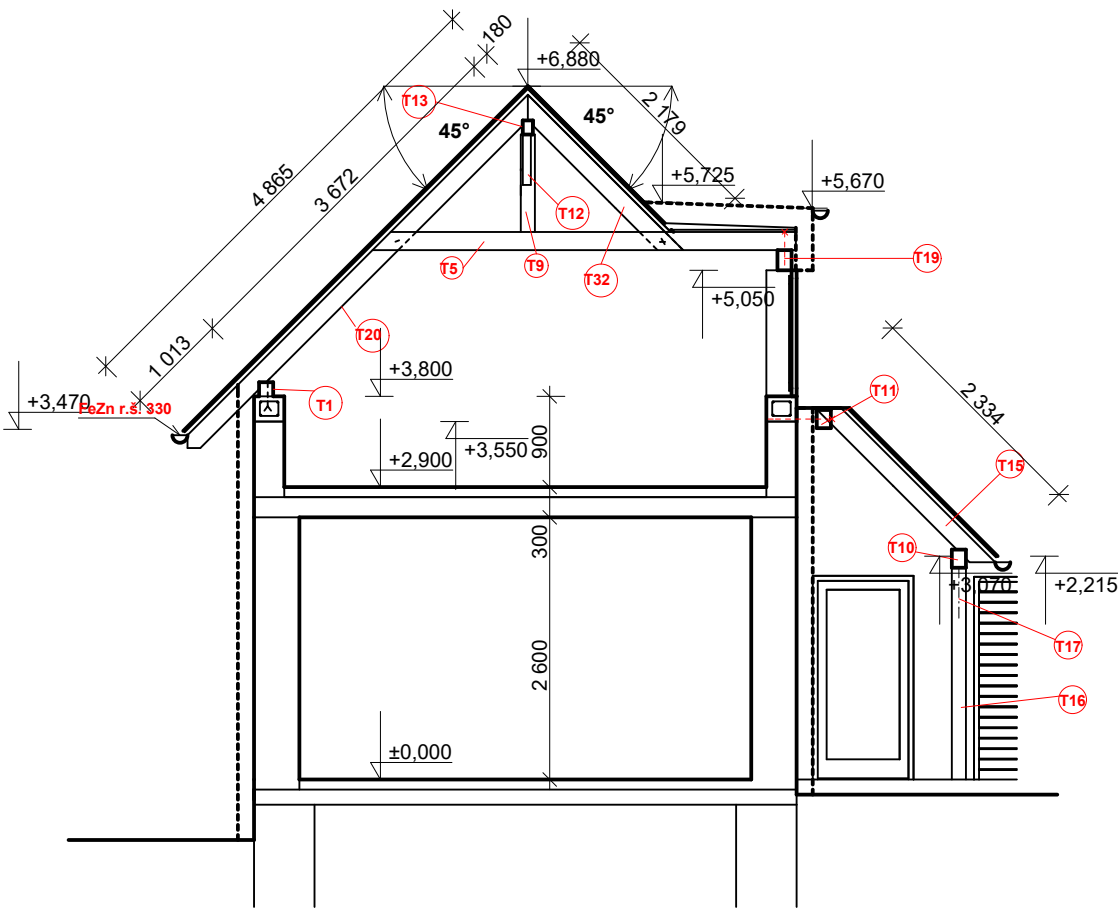 180
+6,880
T13
45°
45°
2 179
4 865
3 672
+5,725
+5,670
T12
T5
T9
T32
T19
+5,050
T20
1 013
+3,470
FeZn r.š. 330
+3,800
T1
T11
2 334
+2,900
+3,550
900
T15
300
T10
+3,070
+2,215
2 600
T17
T16
±0,000